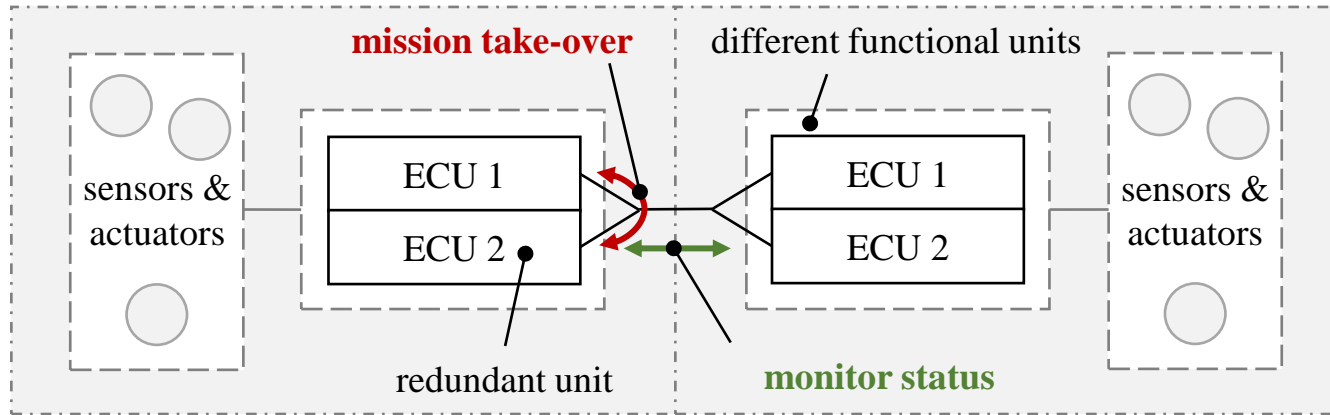 mission take-over
different functional units
sensors &
actuators
ECU 1
ECU 2
ECU 1
ECU 2
sensors &
actuators
redundant unit
monitor status